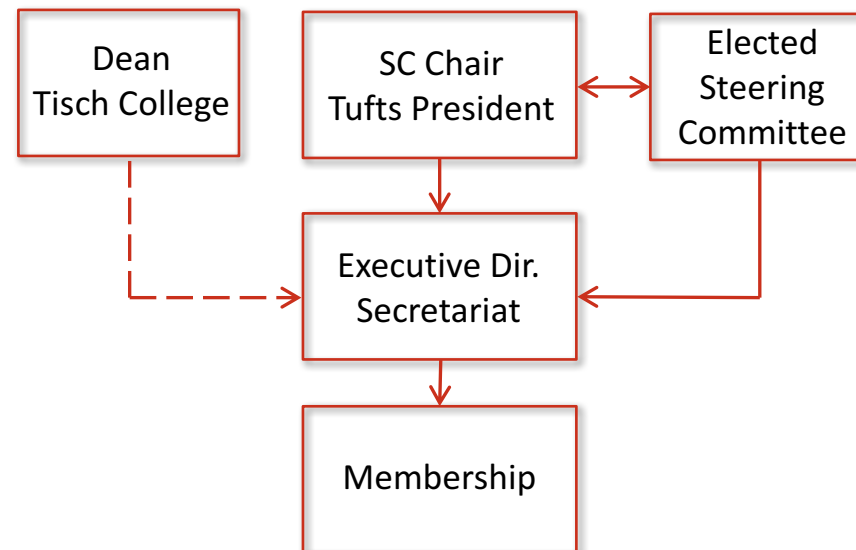 Dean
Tisch College
SC Chair
Tufts President
Elected
Steering
Committee
Executive Dir.
Secretariat
Membership